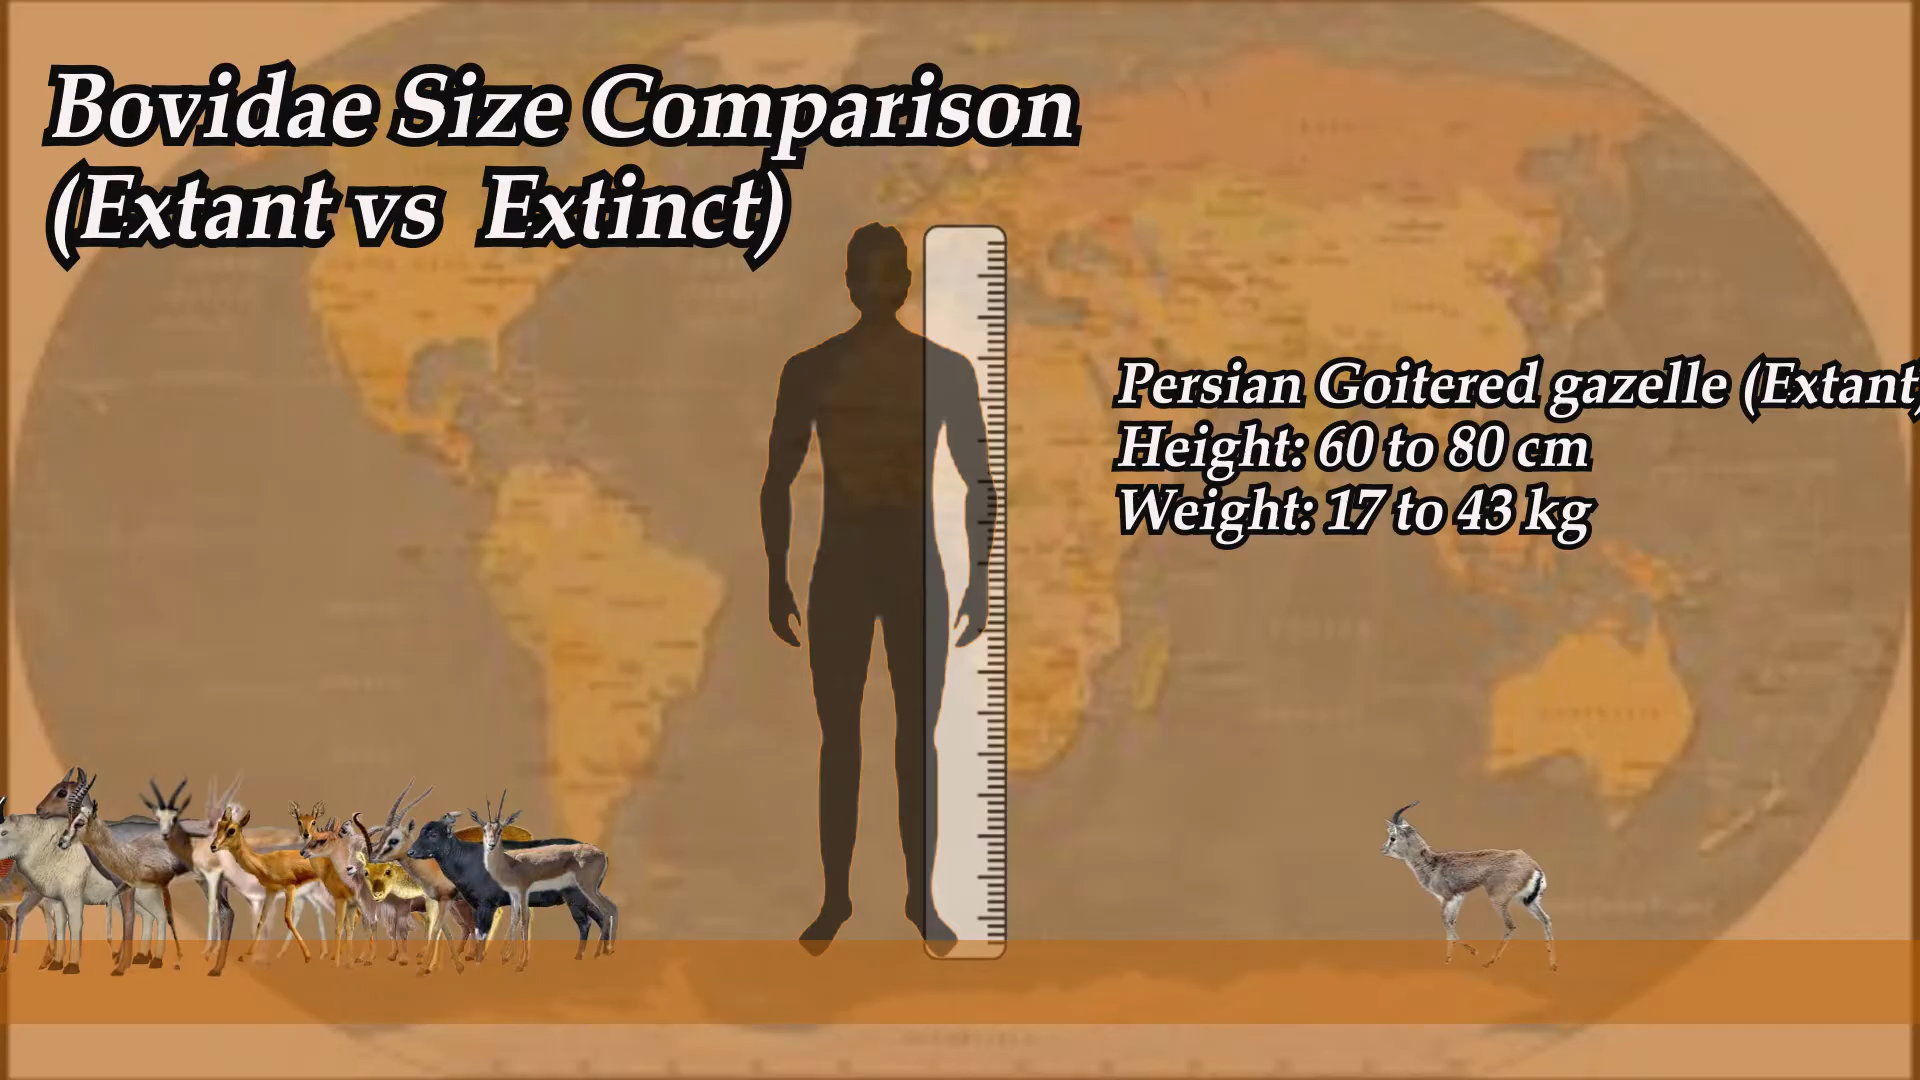 Bovidae Size Comparison
(Extant vs Extinct)
Persian Goitered gazelle (Extant)
Height: 60 to 80 cm
Weight: 17 to 43 kg